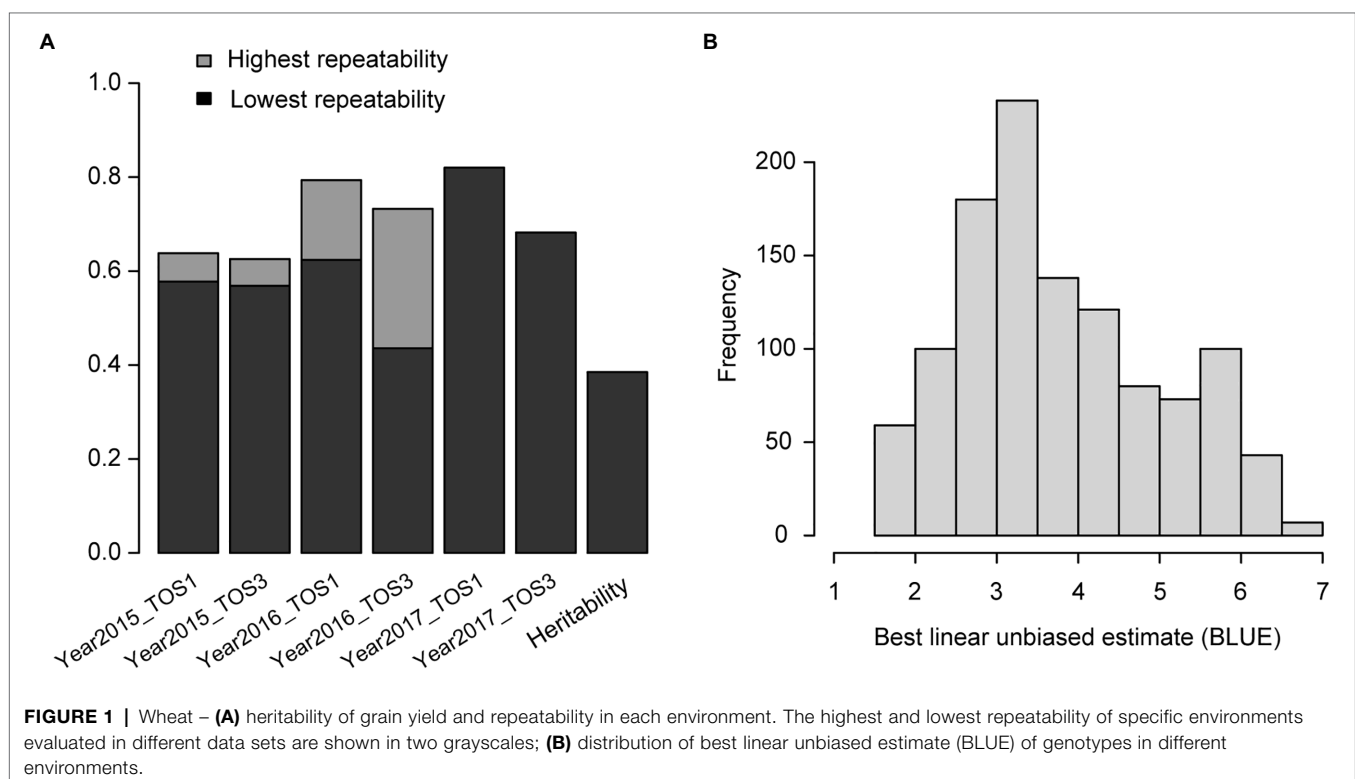 A
Highest repeatability
Lowest repeatability
1.0
0.8
0.6
0.4
0.2
0.0
Year2015_TOS1
Year2015_TOS3
Year2016_TOS1
Year2016_TOS3
Year2017_TOS1
Year2017_TOS3
Heritability
B
Frequency
200
150
100
50
0
1 2 3 4 5 6 7
Best linear unbiased estimate (BLUE)
FIGURE 1 | Wheat – (A) heritability of grain yield and repeatability in each environment. The highest and lowest repeatability of specific environments
evaluated in different data sets are shown in two grayscales; (B) distribution of best linear unbiased estimate (BLUE) of genotypes in different
environments.